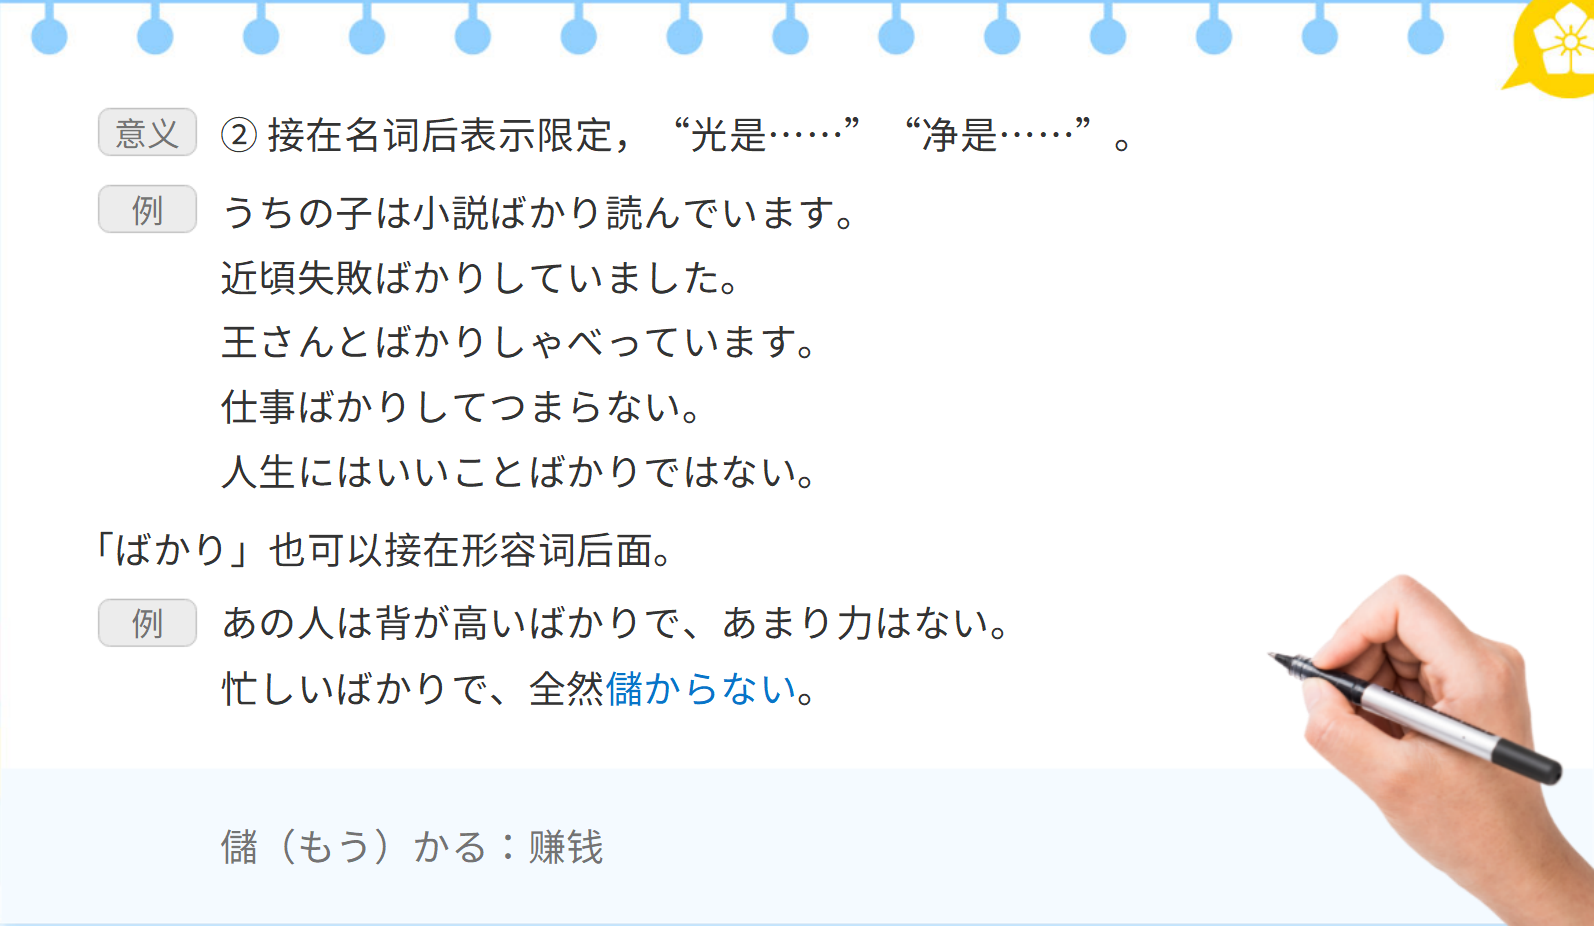 意义 ② 接在名词后表示限定，“光是……”“净是……”。
例 うちの子は小説ばかり読んでいます。
近頃失敗ばかりしていました。
王さんとばかりしゃべっています。
仕事ばかりしてつまらない。
人生にはいいことばかりではない。
「ばかり」也可以接在形容词后面。
例 あの人は背が高いばかりで、あまり力はない。
忙しいばかりで、全然儲からない。
儲（もう）かる：赚钱